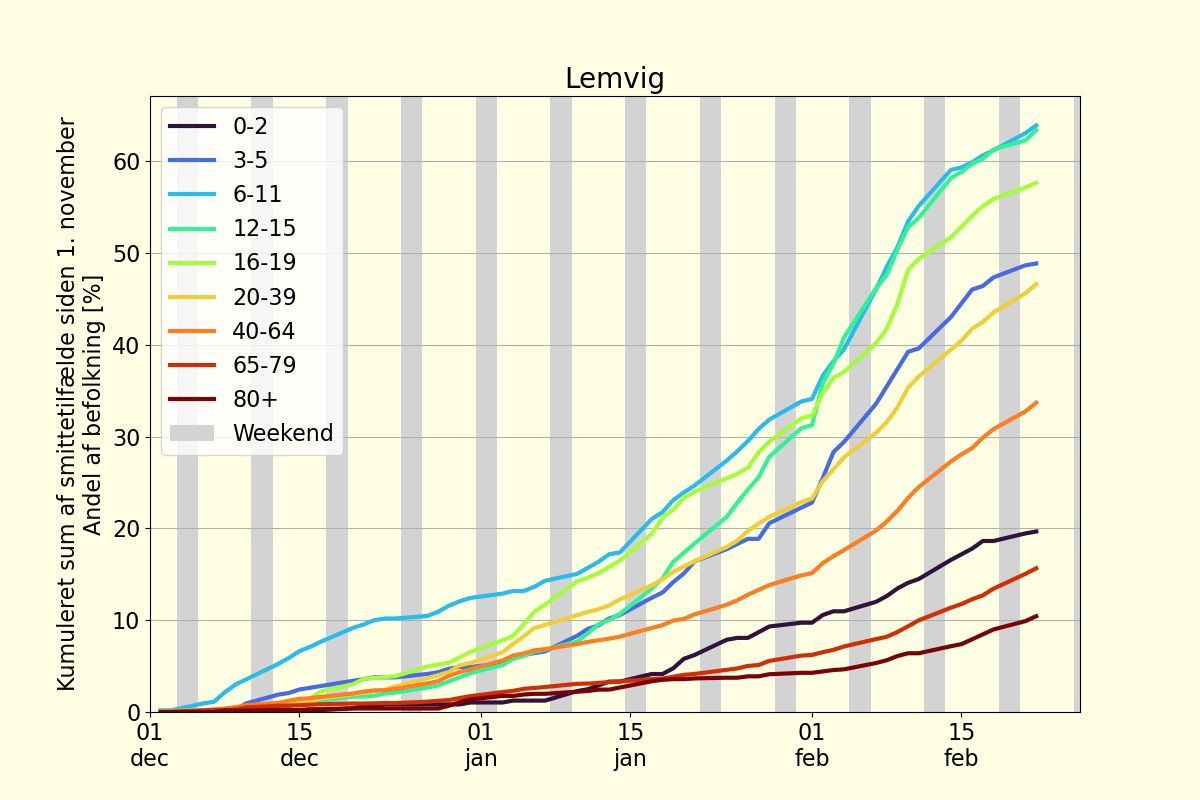 Lemvig
Kumuleret sum af smittetilfælde siden 1. november
Andel af befolkning [%]
60
50
40
30
20
10
0
0-2
3-5
6-11
12-15
16-19
20-39
40-64
65-79
80+
Weekend
01 15 01 15 01 15
dec dec jan jan feb feb